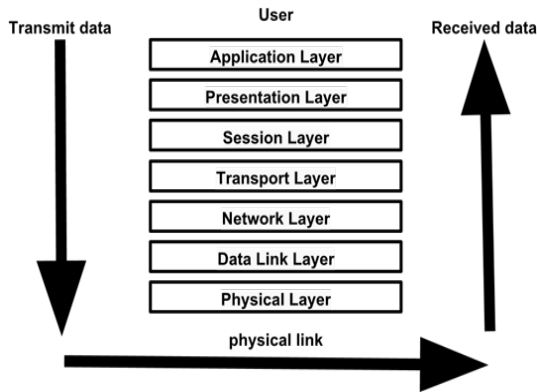 User
Transmit data
Received data
Application Layer
Presentation Layer
Session Layer
Transport Layer
Network Layer
Data Link Layer
Physical Layer
physical link